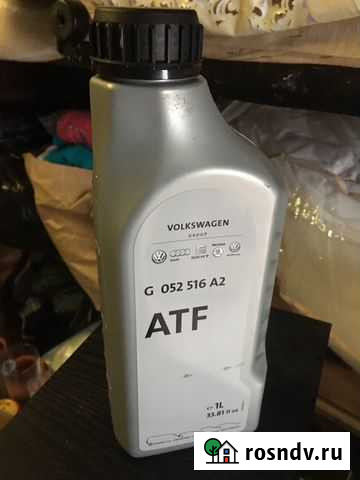 VOLKSWAGEN
GROUP
G 052 516 A2
ATF
1L
33.81 fl oz
rosndv.ru